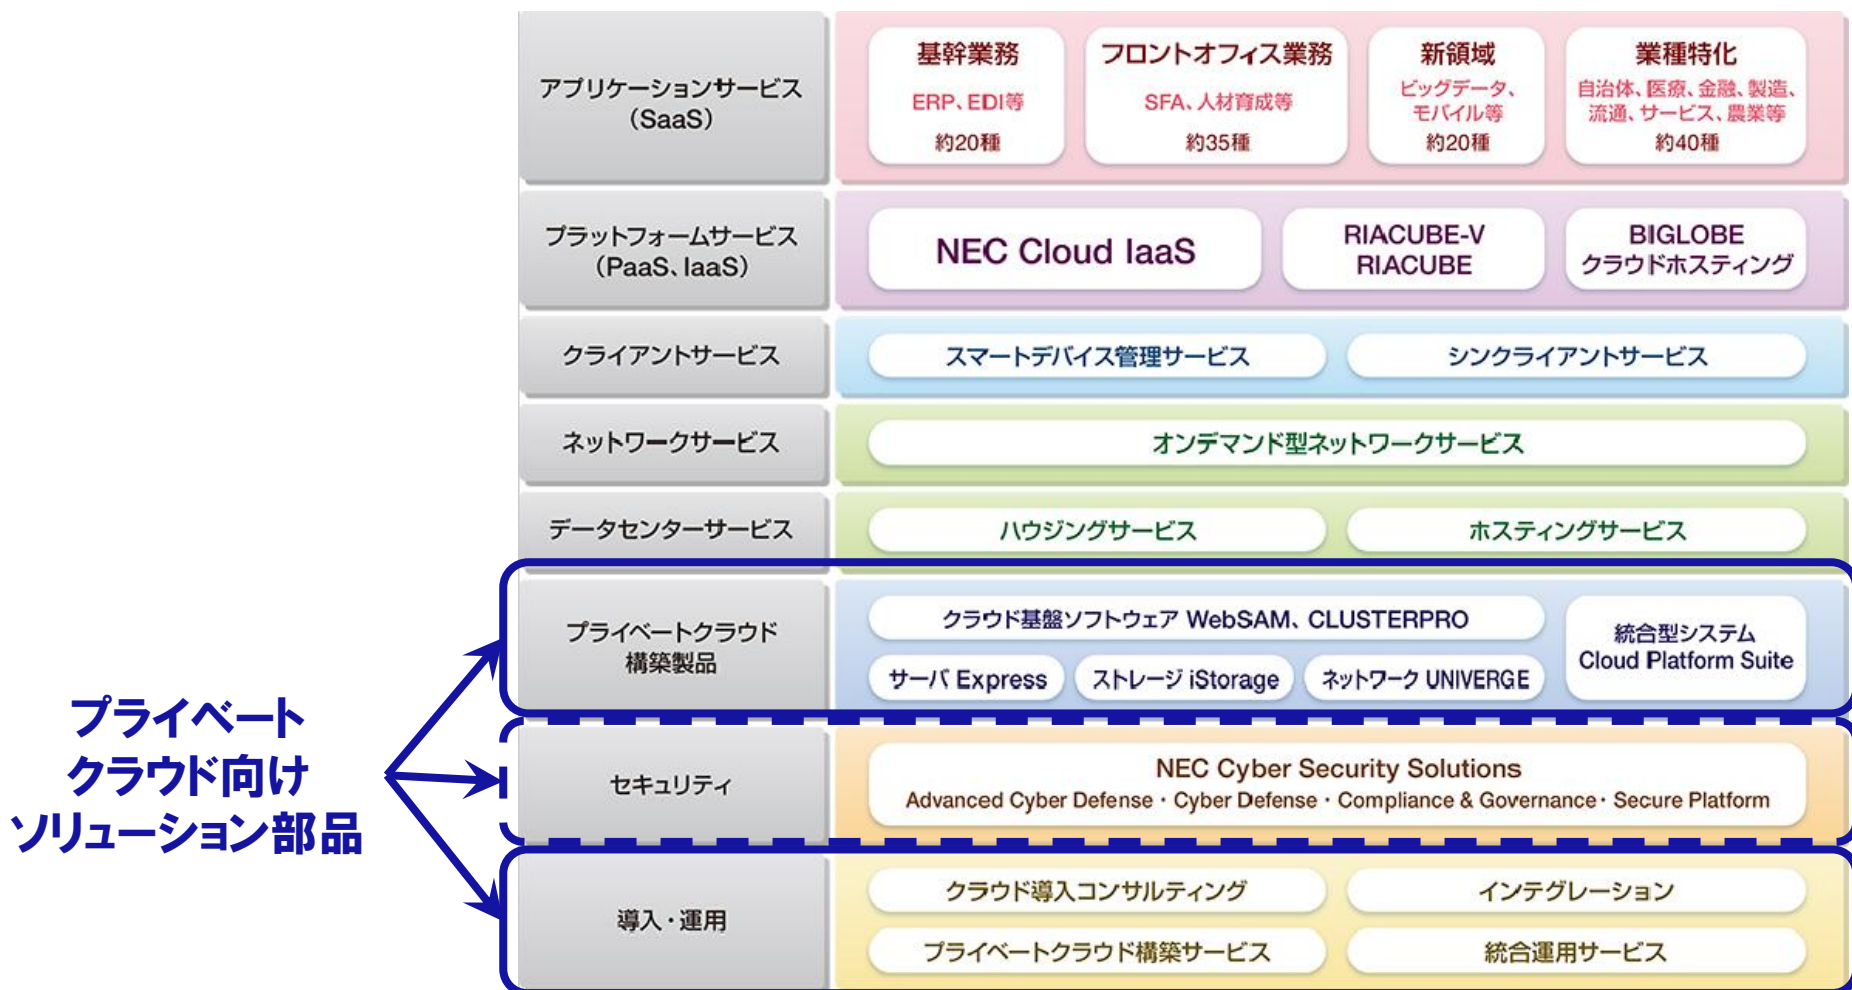 アプリケーションサービス
（SaaS）
基幹業務
ERP、EDI等
約20種
フロントオフィス業務
SFA、人材育成等
約35種
新領域
ビッグデータ、
モバイル等
約20種
業種特化
自治体、医療、金融、製造、
流通、サービス、農業等
約40種
プラットフォームサービス
（PaaS、IaaS）
NEC Cloud IaaS
RIACUBE-V
RIACUBE
BIGLOBE
クラウドホスティング
クライアントサービス
スマートデバイス管理サービス
シンクライアントサービス
ネットワークサービス
オンデマンド型ネットワークサービス
データセンターサービス
ハウジングサービス
ホスティングサービス
プライベートクラウド
構築製品
クラウド基盤ソフトウェア WebSAM、CLUSTERPRO
サーバ Express
ストレージ iStorage
ネットワーク UNIVERGE
統合型システム
Cloud Platform Suite
プライベート
クラウド向け
ソリューション部品
セキュリティ
NEC Cyber Security Solutions
Advanced Cyber Defense・Cyber Defense・Compliance & Governance・Secure Platform
導入・運用
クラウド導入コンサルティング
インテグレーション
プライベートクラウド構築サービス
統合運用サービス